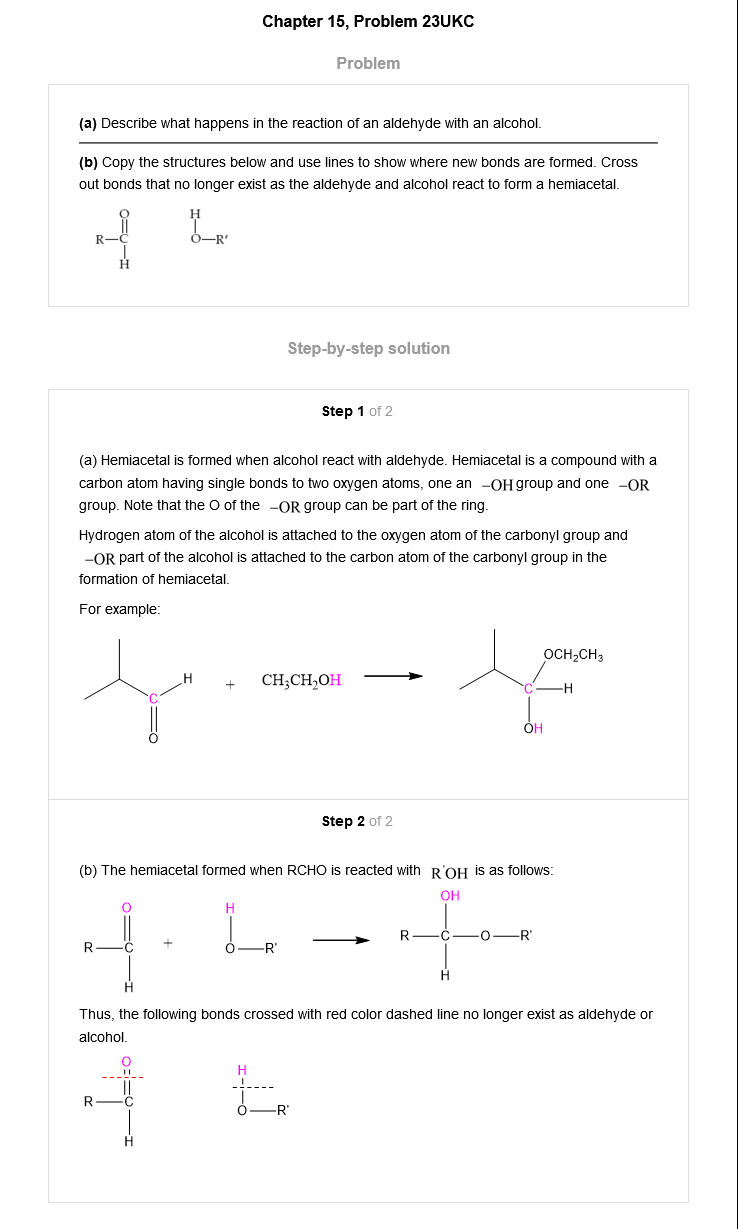 Chapter 15, Problem 23UKC
Problem
(a) Describe what happens in the reaction of an aldehyde with an alcohol.
(b) Copy the structures below and use lines to show where new bonds are formed. Cross
out bonds that no longer exist as the aldehyde and alcohol react to form a hemiacetal.
O H
R—C O—R′
H
Step-by-step solution
Step 1 of 2
(a) Hemiacetal is formed when alcohol react with aldehyde. Hemiacetal is a compound with a
carbon atom having single bonds to two oxygen atoms, one an –OH group and one –OR
group. Note that the O of the –OR group can be part of the ring.
Hydrogen atom of the alcohol is attached to the oxygen atom of the carbonyl group and
–OR part of the alcohol is attached to the carbon atom of the carbonyl group in the
formation of hemiacetal.
For example:
OCH₂CH₃
H + CH₃CH₂OH C—H
C
O OH
Step 2 of 2
(b) The hemiacetal formed when RCHO is reacted with R'OH is as follows:
OH
O H
R—C + O—R' R—C—O—R'
H H
Thus, the following bonds crossed with red color dashed line no longer exist as aldehyde or
alcohol.
O H
R—C O—R'
H